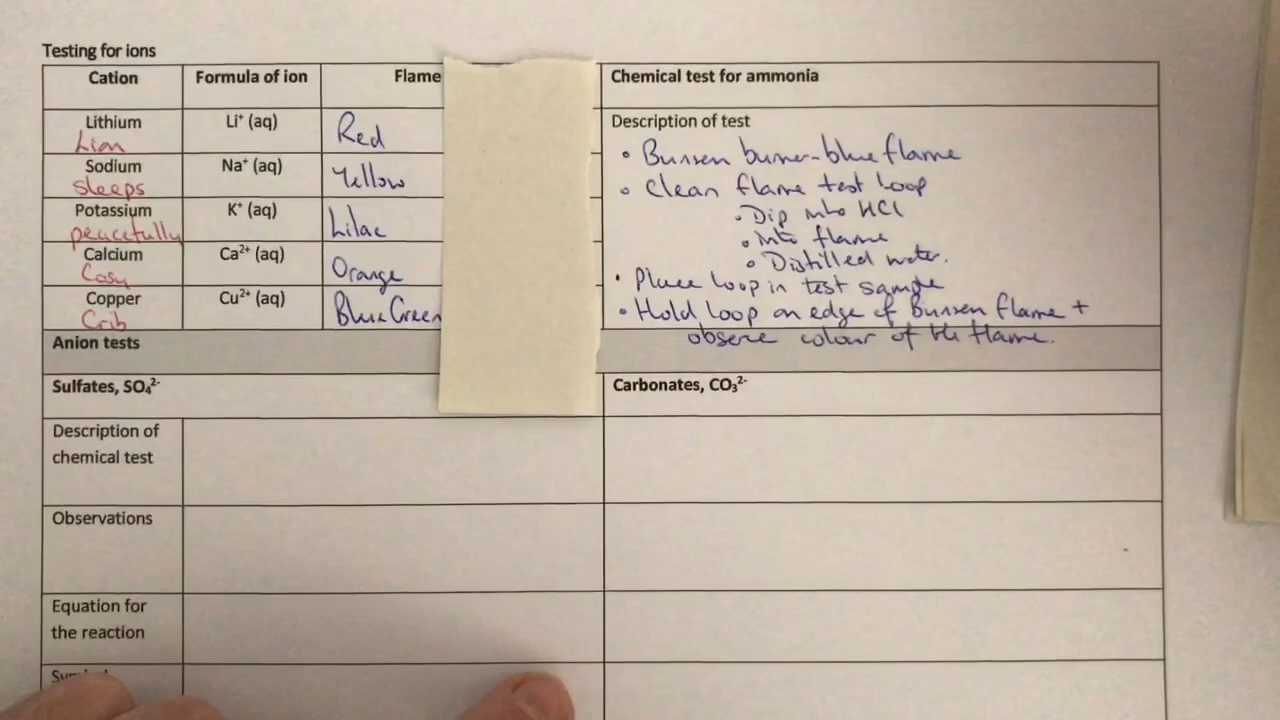 Testing for ions
Cation Formula of ion Flame Chemical test for ammonia
Lithium Li⁺ (aq) Red Description of test
Lion
Sodium Na⁺ (aq) Yellow
sleeps
Potassium K⁺ (aq) Lilac
peacefully
Calcium Ca²⁺ (aq) Orange
Cosy
Copper Cu²⁺ (aq) Blue Green
Crib
• Bunsen burner-blue flame
• Clean flame test loop
• Dip into HCl
• into flame
• Distilled water.
• Place loop in test sample
• Hold loop on edge of Bunsen flame +
observe colour of the flame.
Anion tests
Sulfates, SO₄²⁻ Carbonates, CO₃²⁻
Description of
chemical test
Observations
Equation for
the reaction